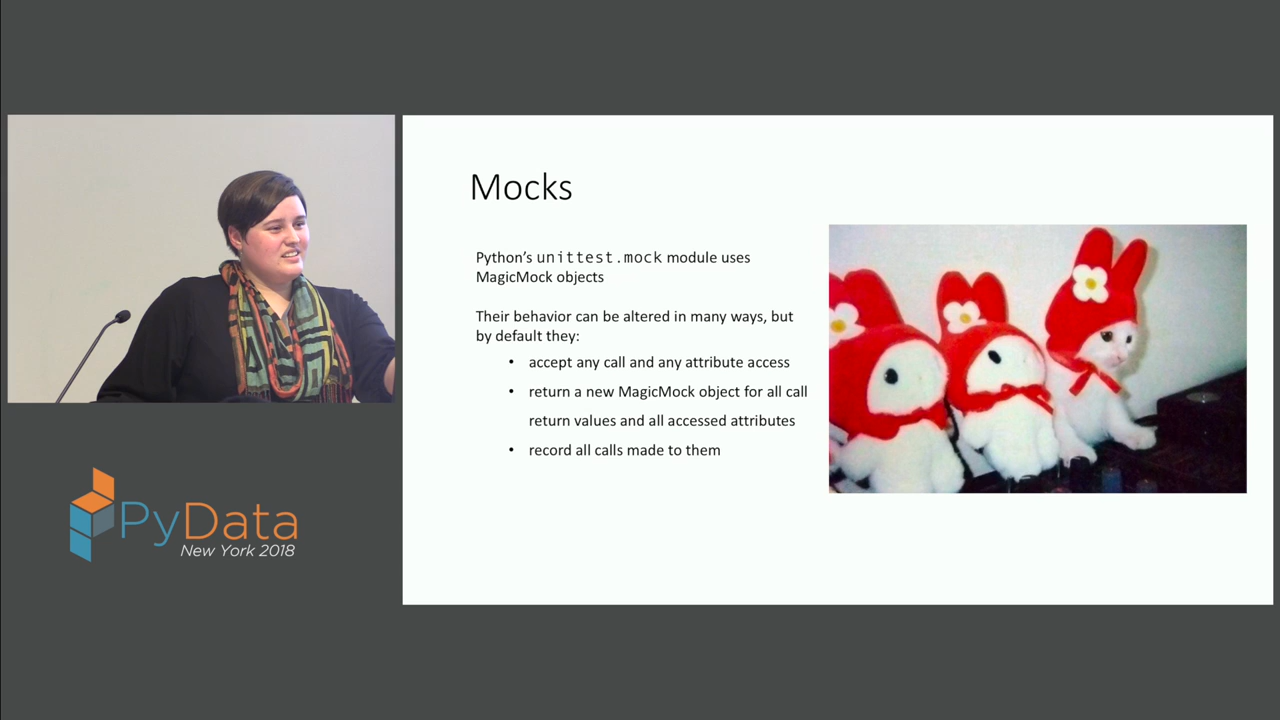 Mocks
Python’s unittest.mock module uses
MagicMock objects
Their behavior can be altered in many ways, but
by default they:
• accept any call and any attribute access
• return a new MagicMock object for all call
return values and all accessed attributes
• record all calls made to them
PyData
New York 2018